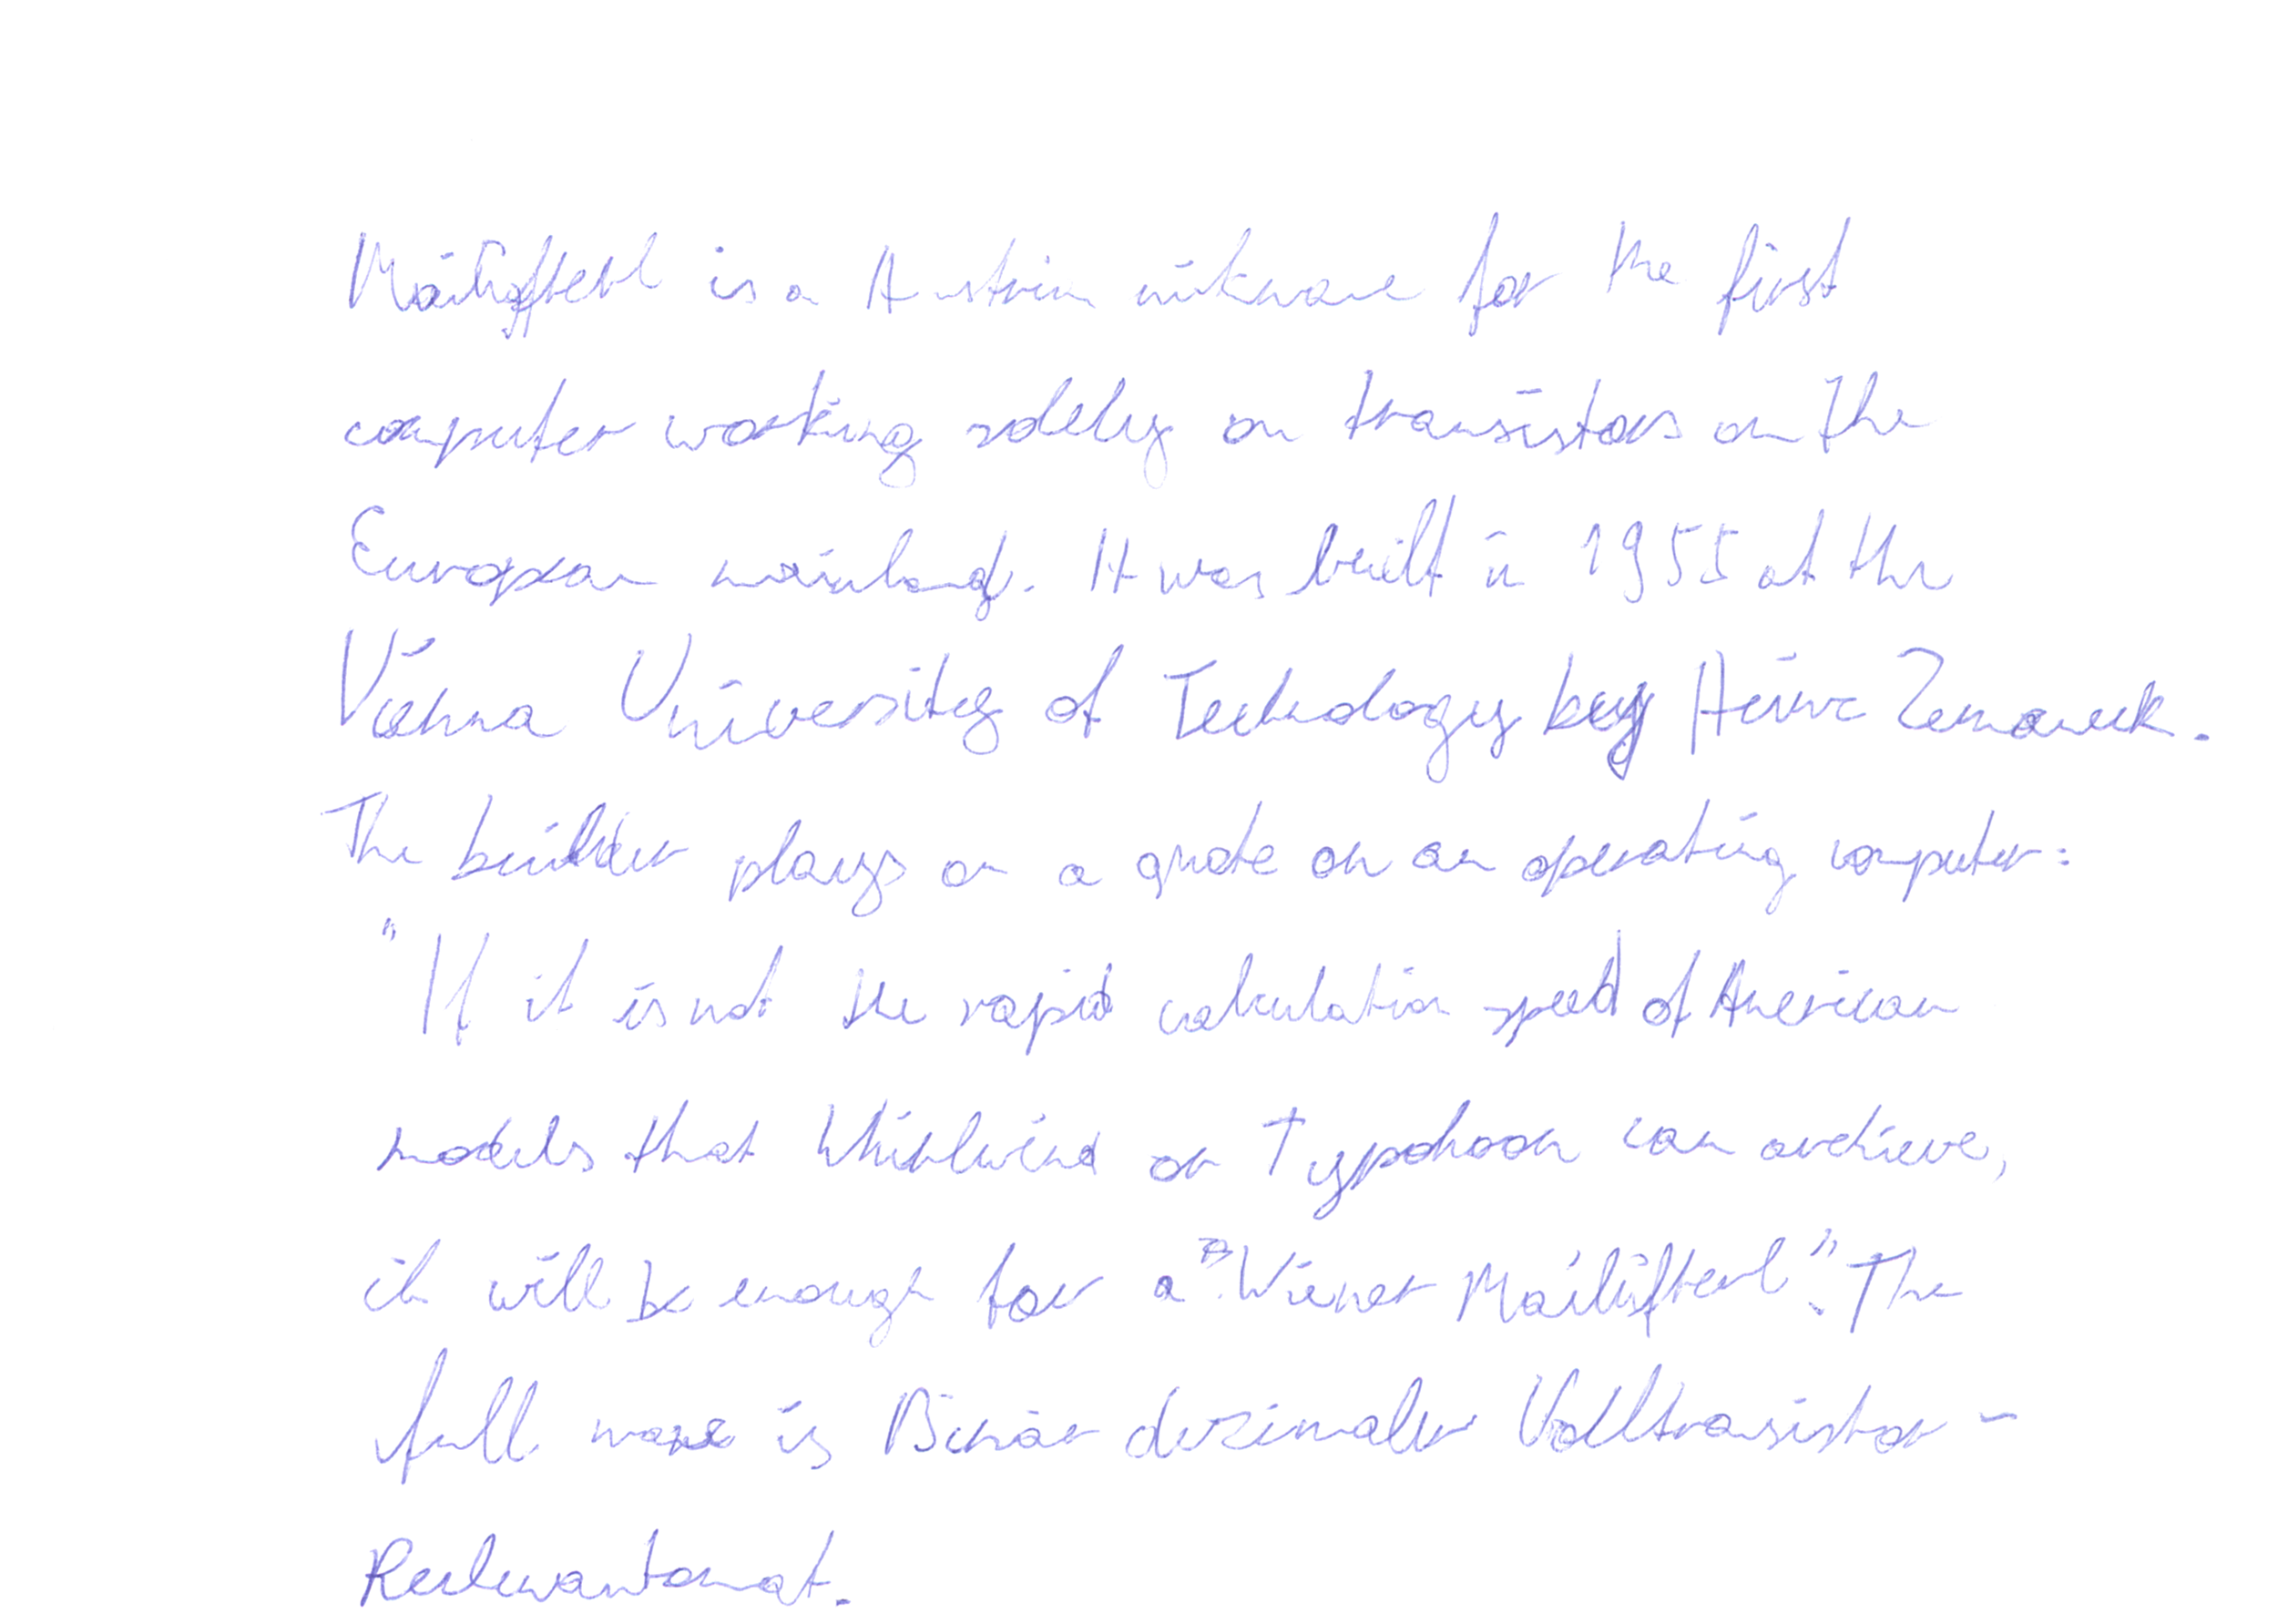 Mailüfterl is a Austrian nickname for the first
computer working solely on transistors on the
European mainland. It was built in 1955 at the
Vienna University of Technology by Heinz Zemanek.
The builder plays on a quote on an operating computer:
"If it is not the rapid calculation speed of American
models that Whirlwind or Typohoon can archieve,
it will be enough for a "Wiener Mailüfterl". The
full name is Binär dezimaler Volltransistor-
Rechenautomat.